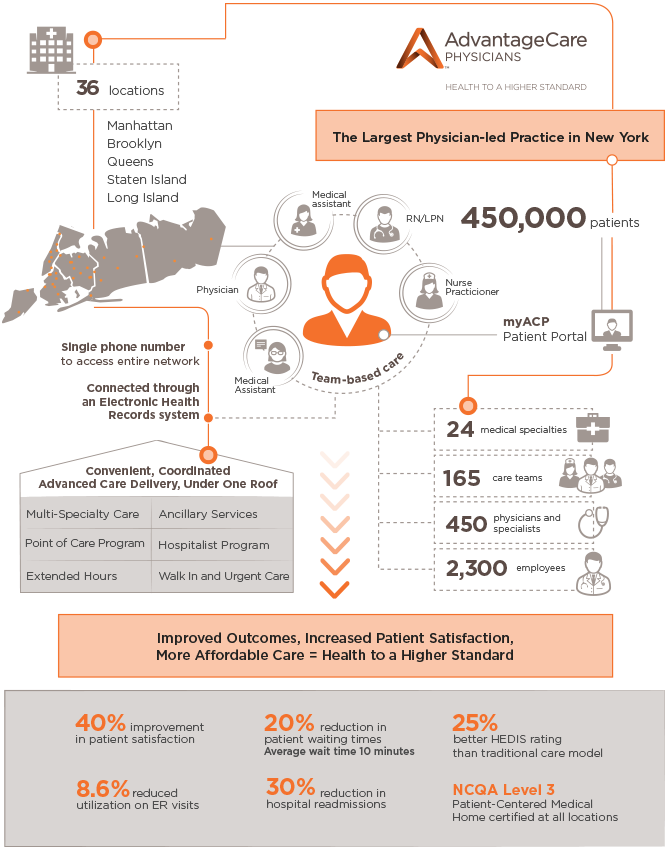 AdvantageCare
PHYSICIANS
HEALTH TO A HIGHER STANDARD
36 locations
Manhattan
Brooklyn
Queens
Staten Island
Long Island
The Largest Physician-led Practice in New York
450,000 patients
Medical
assistant
RN/LPN
Physician
Nurse
Practicioner
Medical
Assistant
Team-based care
myACP
Patient Portal
Single phone number
to access entire network
Connected through
an Electronic Health
Records system
24 medical specialties
165 care teams
450 physicians and
specialists
2,300 employees
Convenient, Coordinated
Advanced Care Delivery, Under One Roof
Multi-Specialty Care
Ancillary Services
Point of Care Program
Hospitalist Program
Extended Hours
Walk In and Urgent Care
Improved Outcomes, Increased Patient Satisfaction,
More Affordable Care = Health to a Higher Standard
40% improvement
in patient satisfaction
20% reduction in
patient waiting times
Average wait time 10 minutes
25%
better HEDIS rating
than traditional care model
8.6% reduced
utilization on ER visits
30% reduction in
hospital readmissions
NCQA Level 3
Patient-Centered Medical
Home certified at all locations